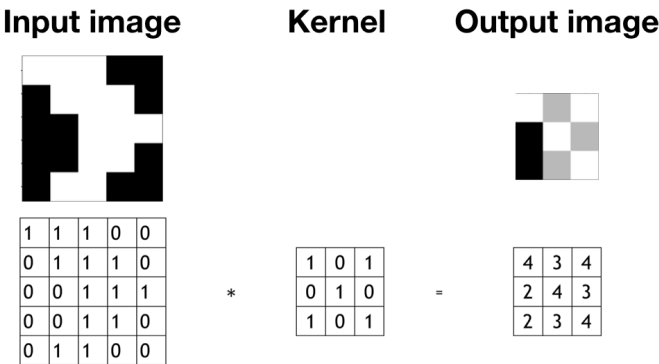 Input image Kernel Output image
1 1 1 0 0
0 1 1 1 0
0 0 1 1 1 * 1 0 1 = 4 3 4
0 0 1 1 0 0 1 0 2 4 3
0 1 1 0 0 1 0 1 2 3 4